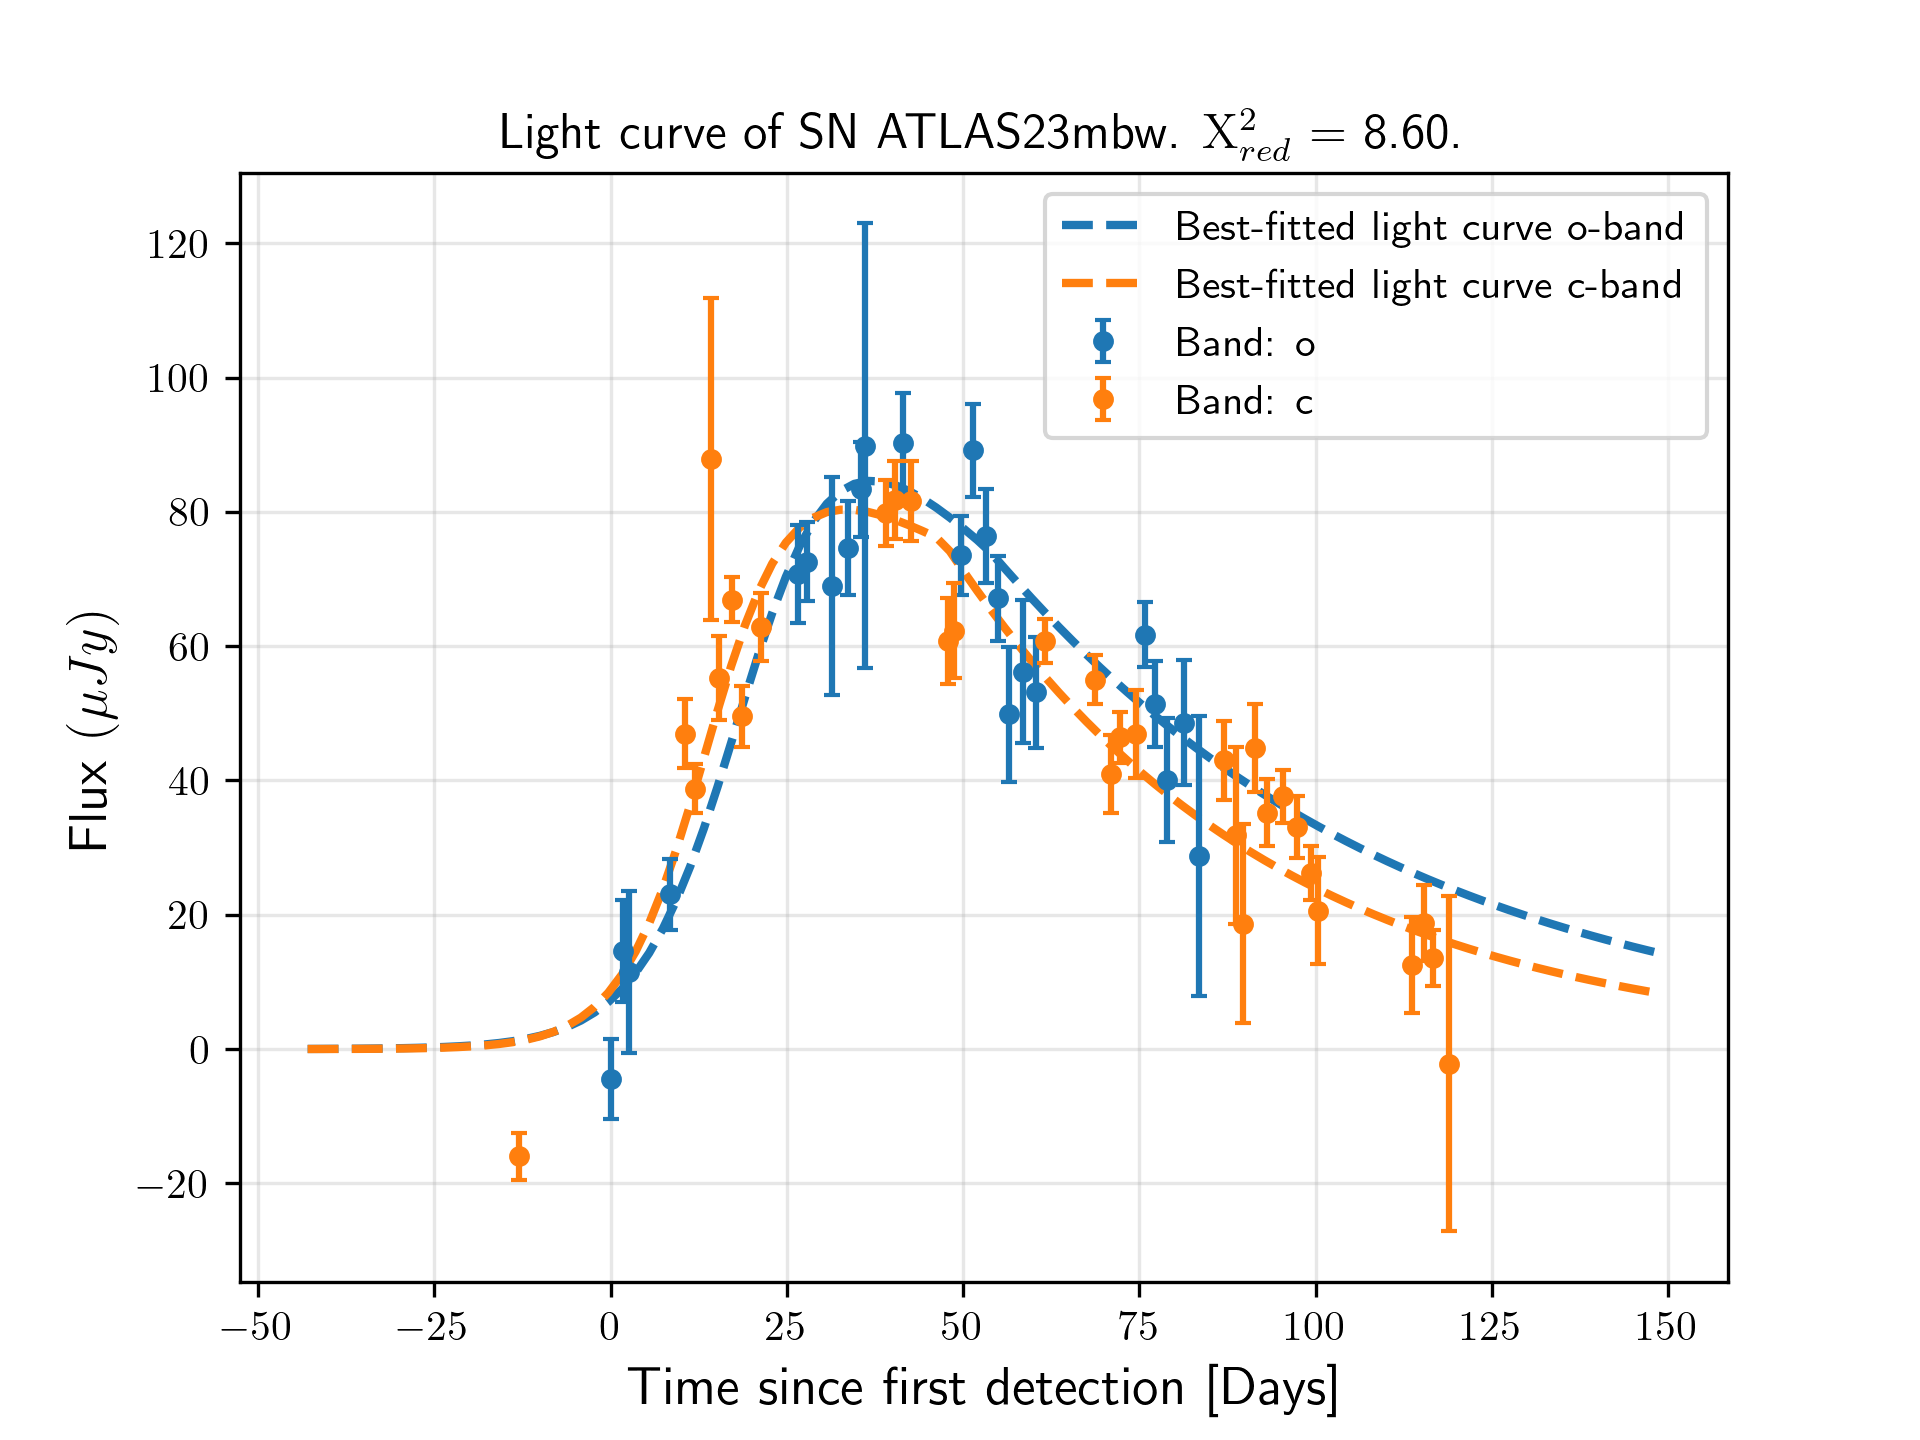 Light curve of SN ATLAS23mbw. X²_red = 8.60.
Best-fitted light curve o-band
Best-fitted light curve c-band
Band: o
Band: c
120
100
80
60
40
20
0
−20
Flux (μJy)
−50 −25 0 25 50 75 100 125 150
Time since first detection [Days]